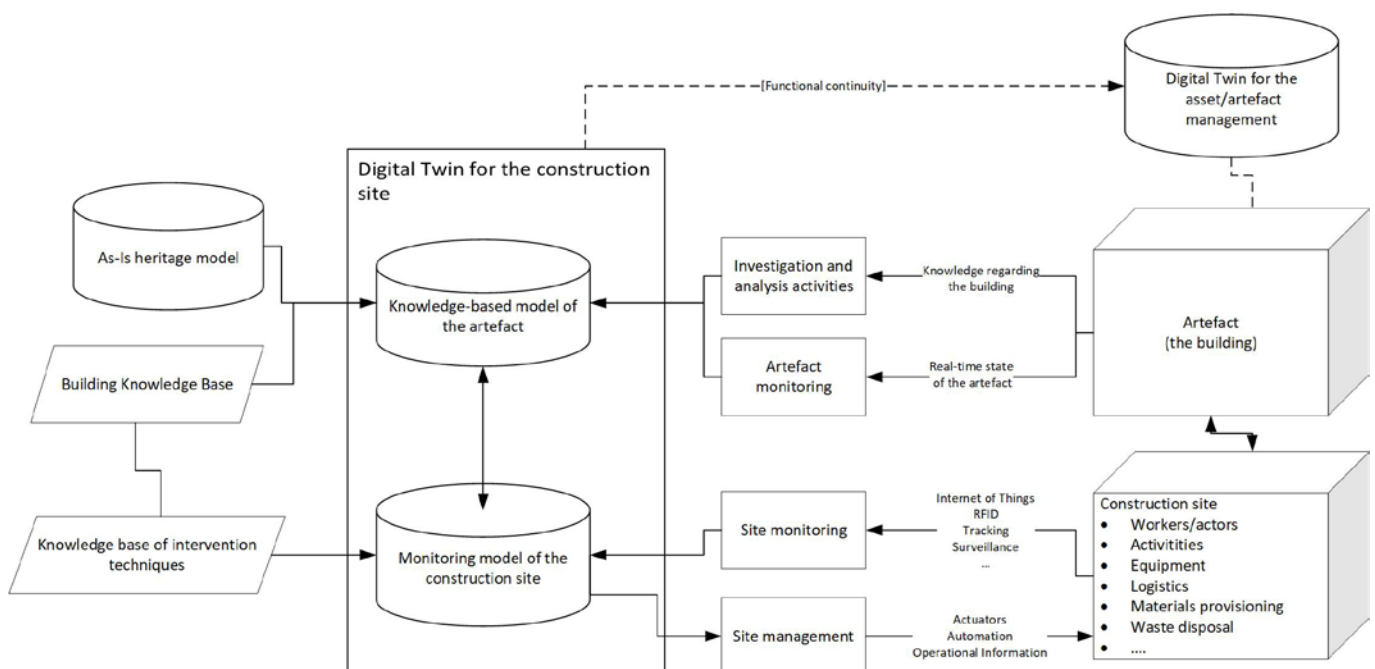 [Functional continuity]
Digital Twin for the
asset/artefact
management
Digital Twin for the construction
site
As-Is heritage model
Knowledge-based model of
the artefact
Investigation and
analysis activities
Knowledge regarding
the building
Artefact
(the building)
Building Knowledge Base
Artefact
monitoring
Real-time state
of the artefact
Knowledge base of intervention
techniques
Monitoring model of the
construction site
Site monitoring
Internet of Things
RFID
Tracking
Surveillance
...
Construction site
• Workers/actors
• Activitities
• Equipment
• Logistics
• Materials provisioning
• Waste disposal
• ....
Site management
Actuators
Automation
Operational Information